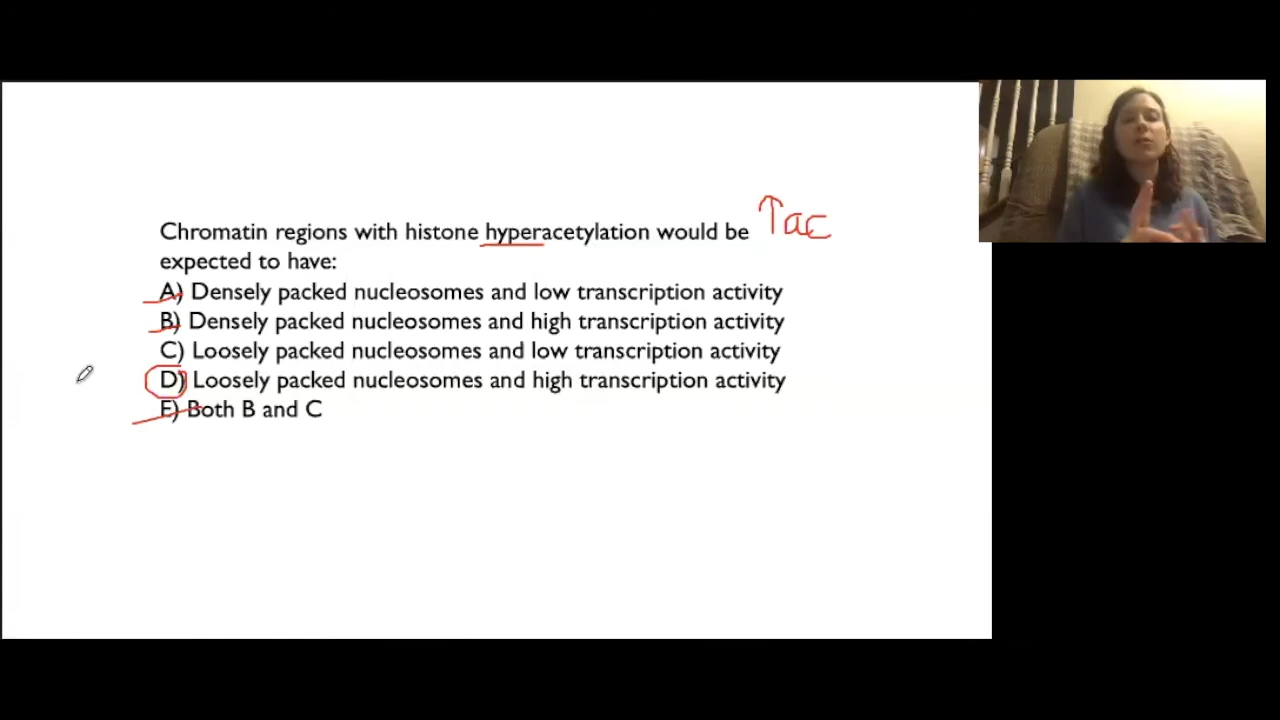 Chromatin regions with histone hyperacetylation would be ↑ac
expected to have:
A) Densely packed nucleosomes and low transcription activity
B) Densely packed nucleosomes and high transcription activity
C) Loosely packed nucleosomes and low transcription activity
D) Loosely packed nucleosomes and high transcription activity
E) Both B and C